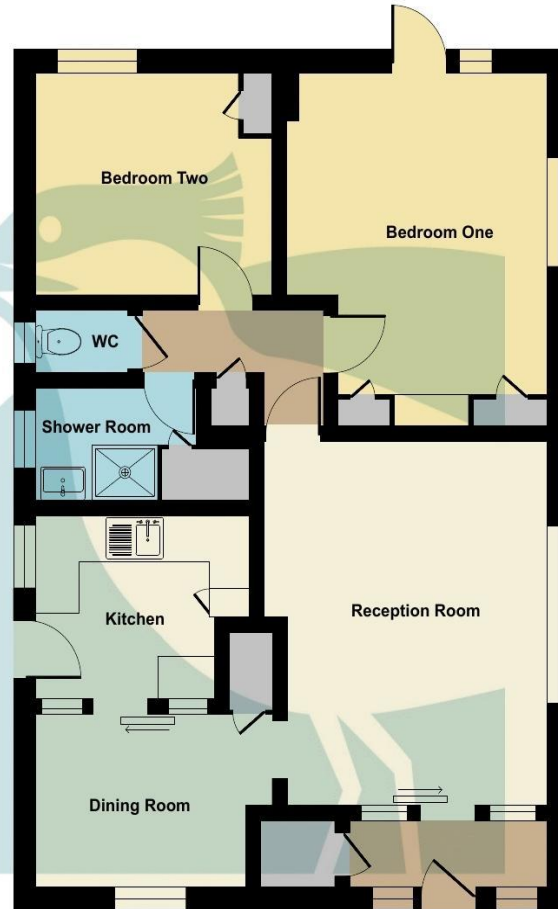 Bedroom Two
Bedroom One
WC
Shower Room
Kitchen
Reception Room
Dining Room